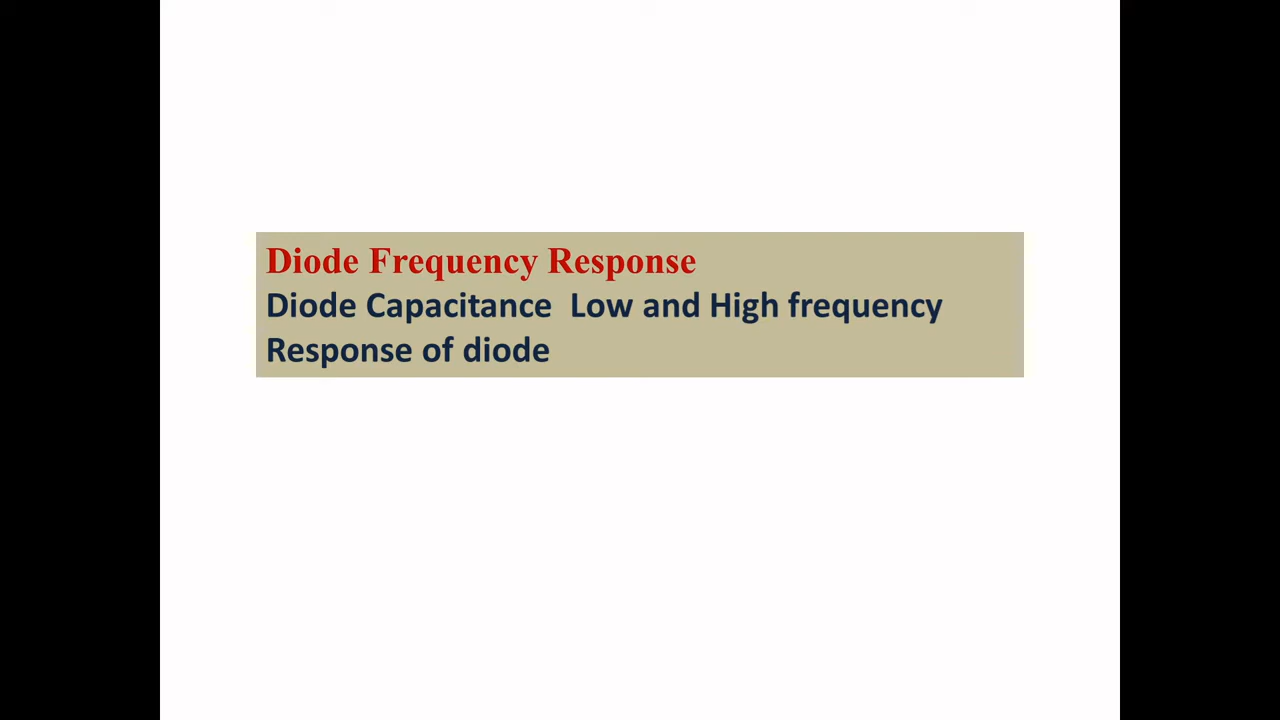 Diode Frequency Response
Diode Capacitance  Low and High frequency
Response of diode